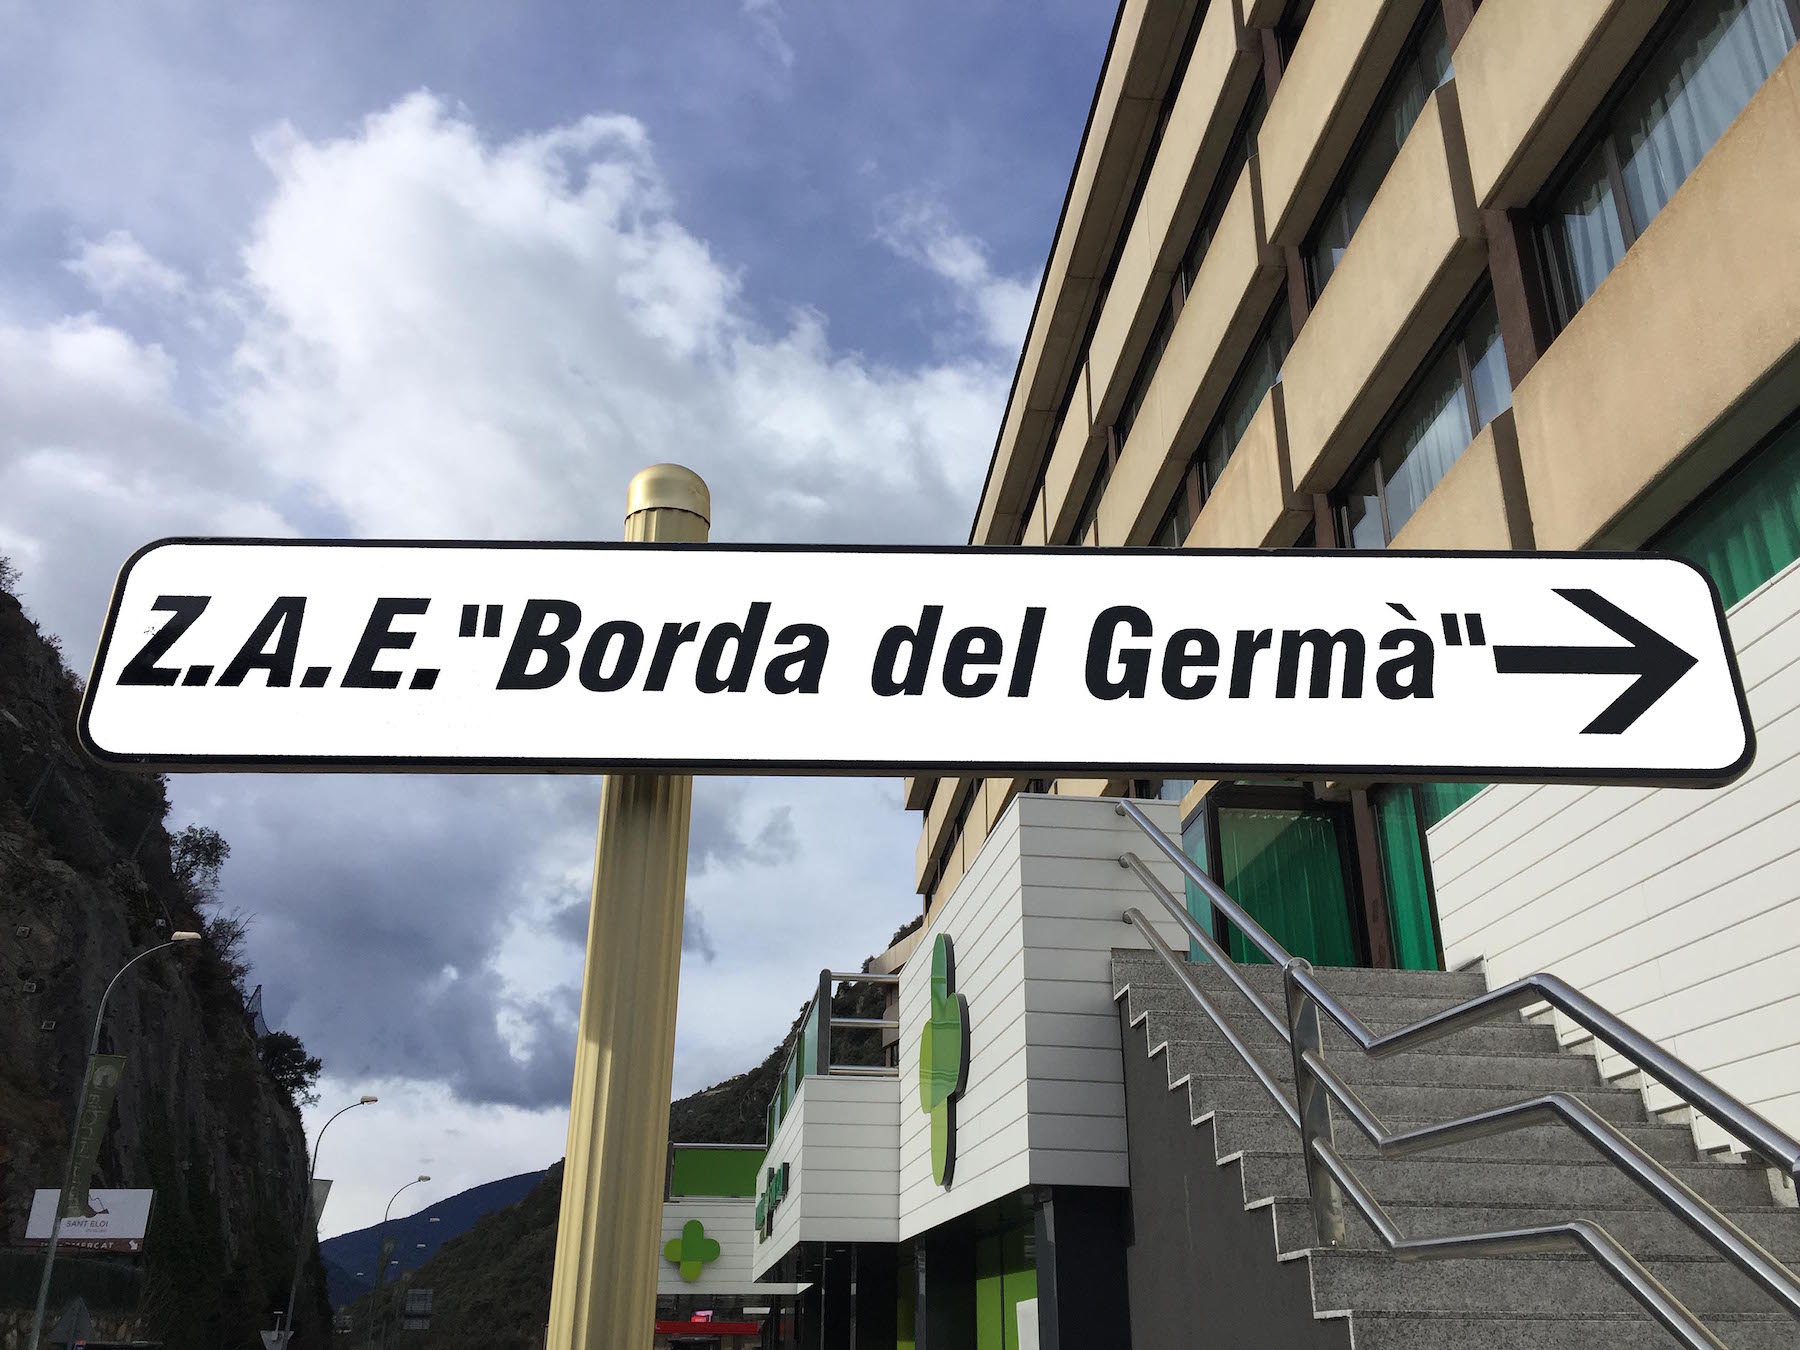 Z.A.E. "Borda del Germà"
SANT ELOI